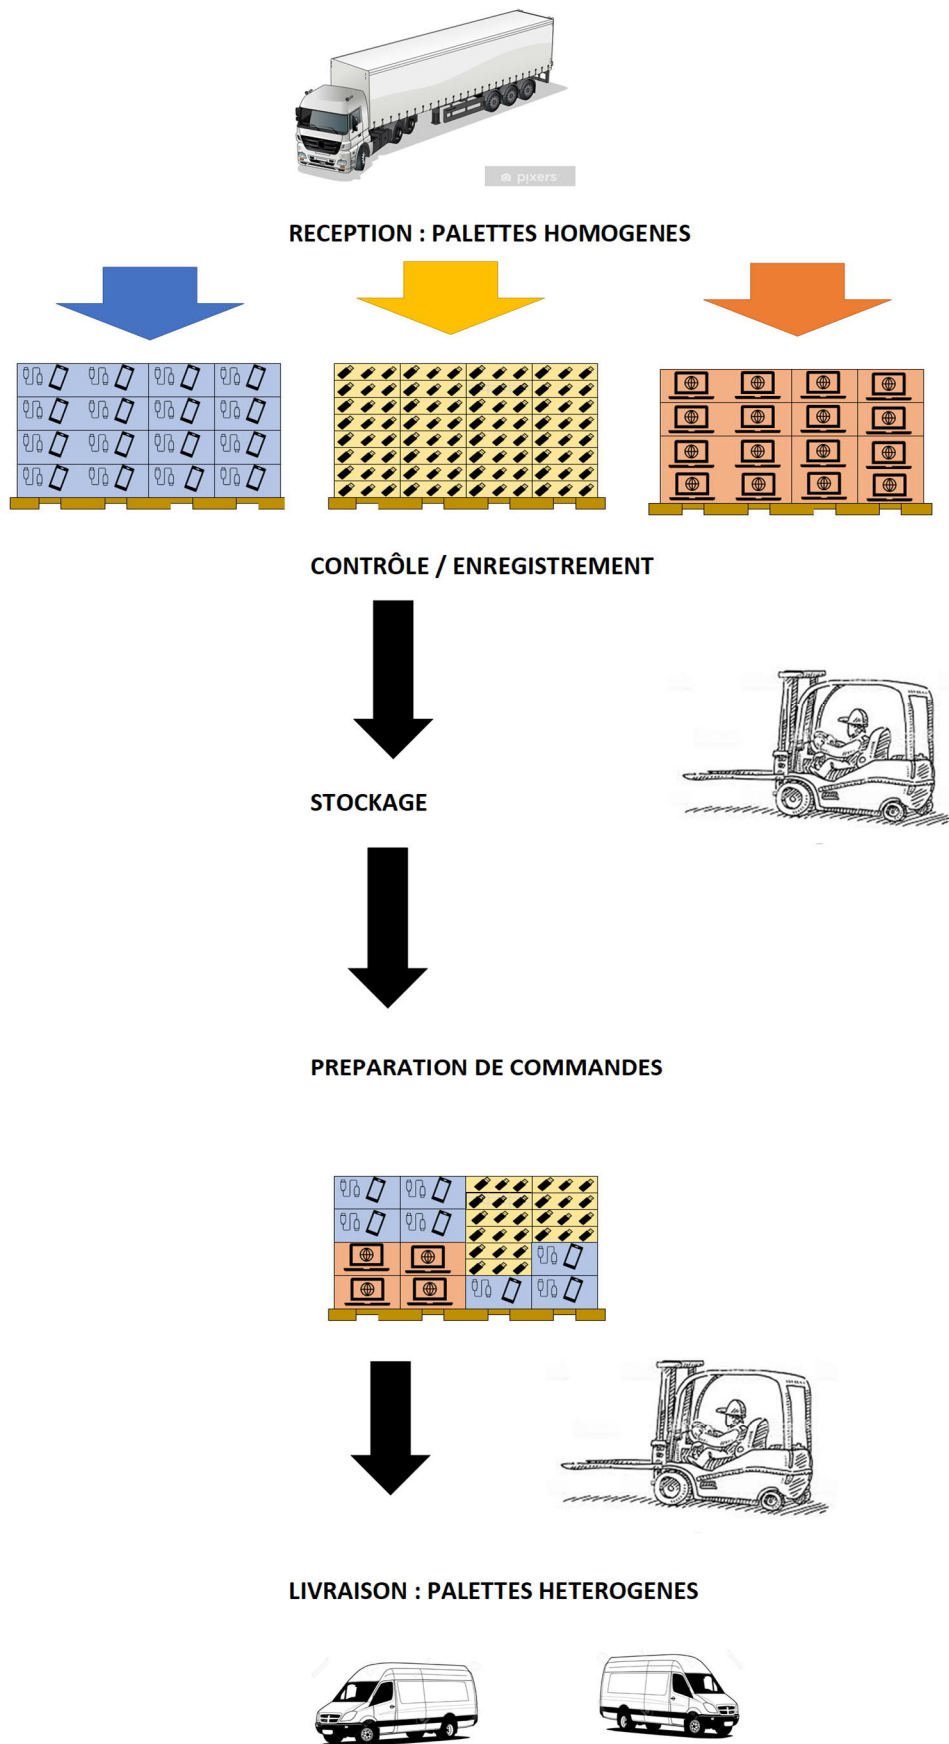 pixers
RECEPTION : PALETTES HOMOGENES
CONTRÔLE / ENREGISTREMENT
STOCKAGE
PREPARATION DE COMMANDES
LIVRAISON : PALETTES HETEROGENES